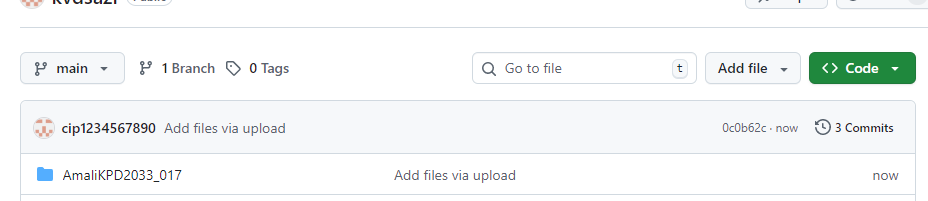 main
1 Branch
0 Tags
Go to file
t
Add file
Code
cip1234567890 Add files via upload
0c0b62c · now
3 Commits
AmaliKPD2033_017
Add files via upload
now